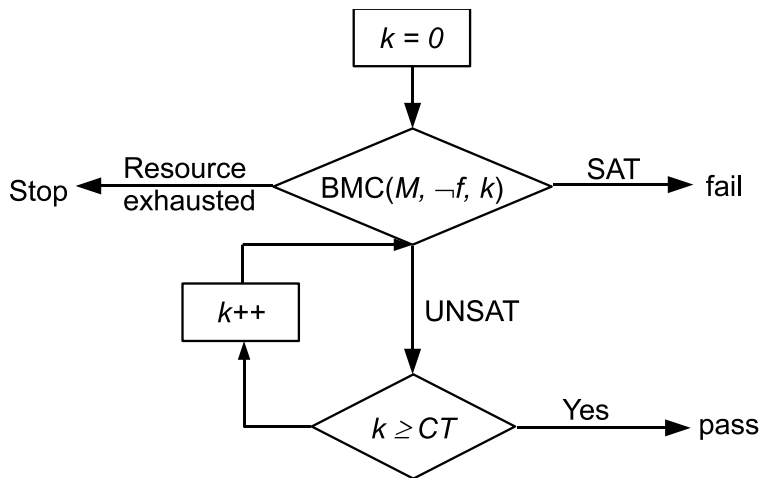 k = 0
Resource
exhausted
Stop
BMC(M, ¬f, k)
SAT
fail
k++
UNSAT
k ≥ CT
Yes
pass